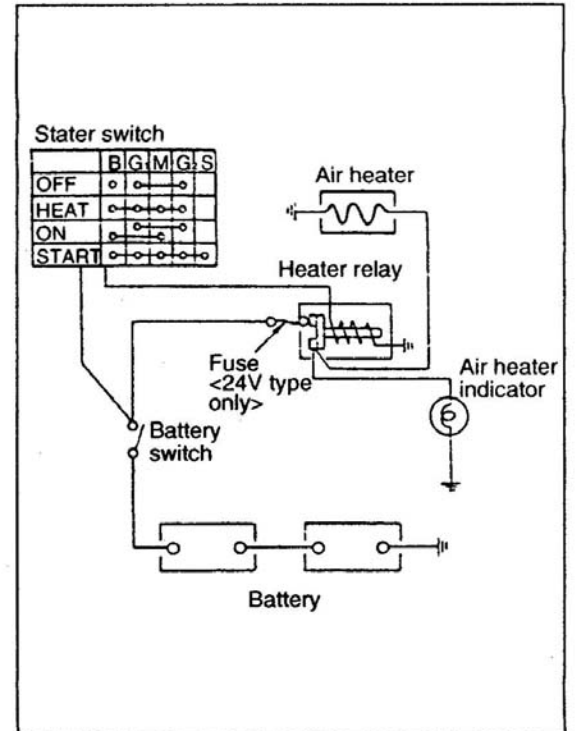 Stater switch
B G₁ M G₂ S
OFF
HEAT
ON
START
Air heater
Heater relay
Fuse
<24V type
only>
Air heater
indicator
Battery
switch
Battery